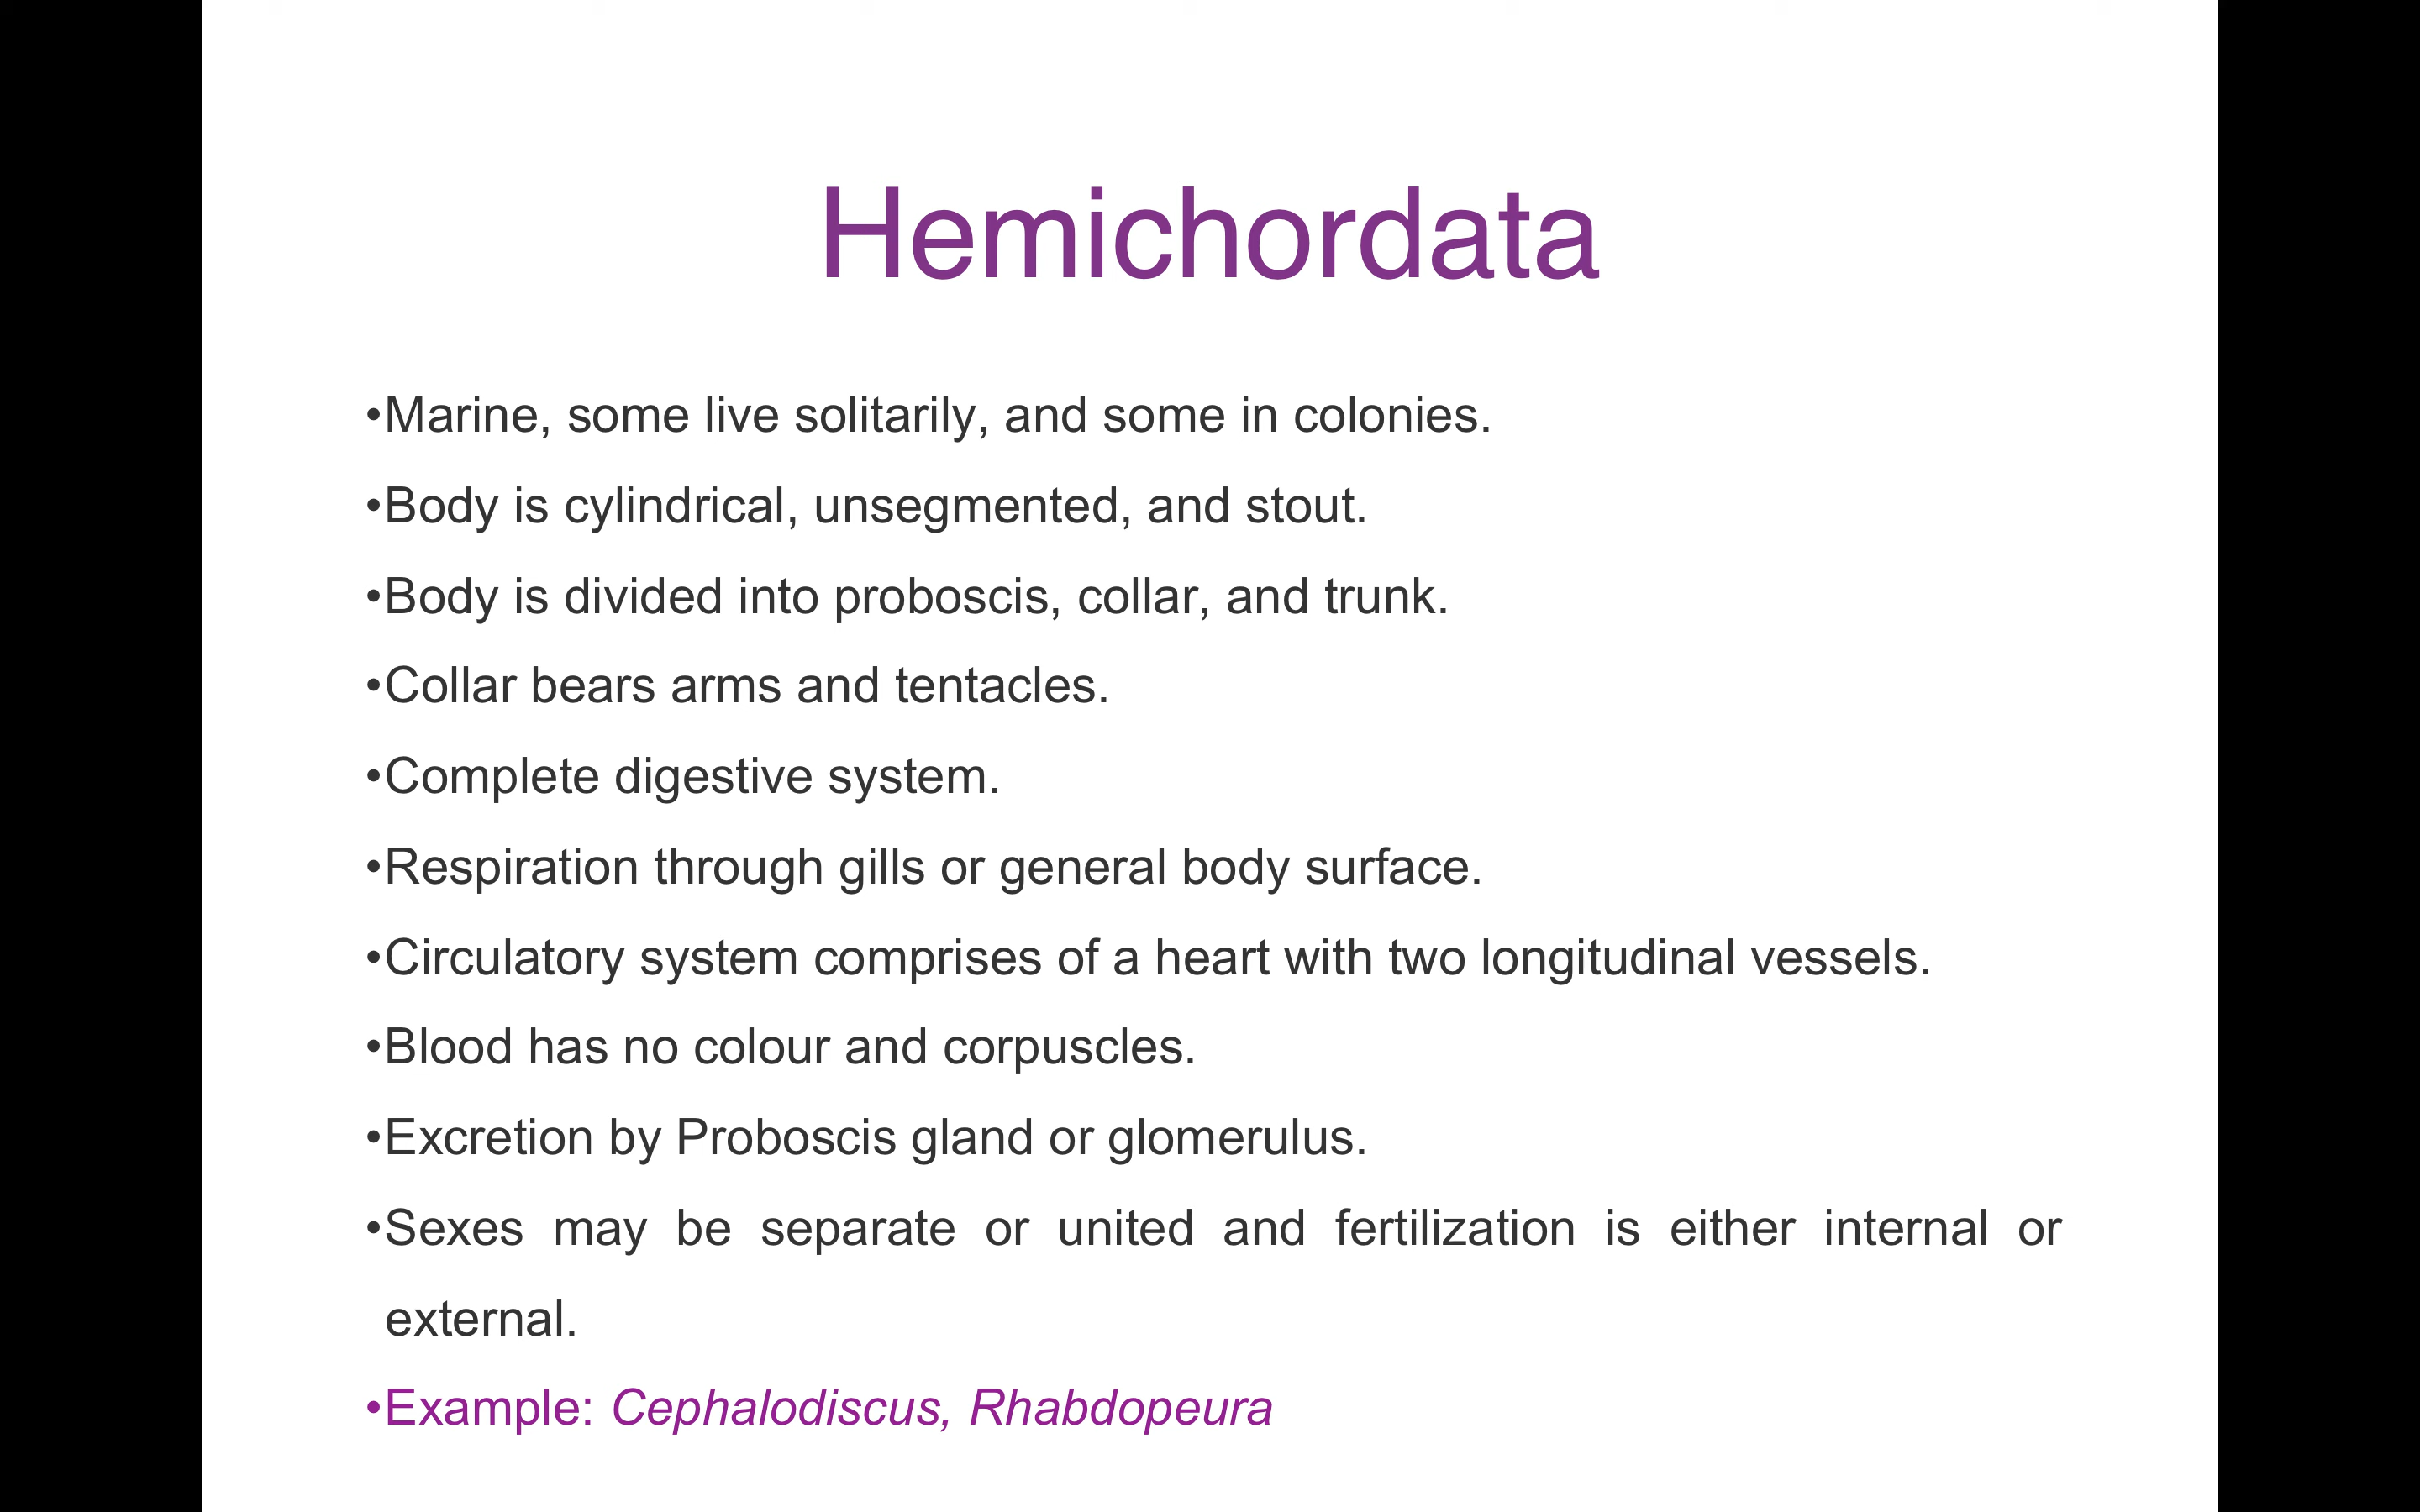 Hemichordata
•Marine, some live solitarily, and some in colonies.
•Body is cylindrical, unsegmented, and stout.
•Body is divided into proboscis, collar, and trunk.
•Collar bears arms and tentacles.
•Complete digestive system.
•Respiration through gills or general body surface.
•Circulatory system comprises of a heart with two longitudinal vessels.
•Blood has no colour and corpuscles.
•Excretion by Proboscis gland or glomerulus.
•Sexes may be separate or united and fertilization is either internal or
external.
•Example: Cephalodiscus, Rhabdopeura